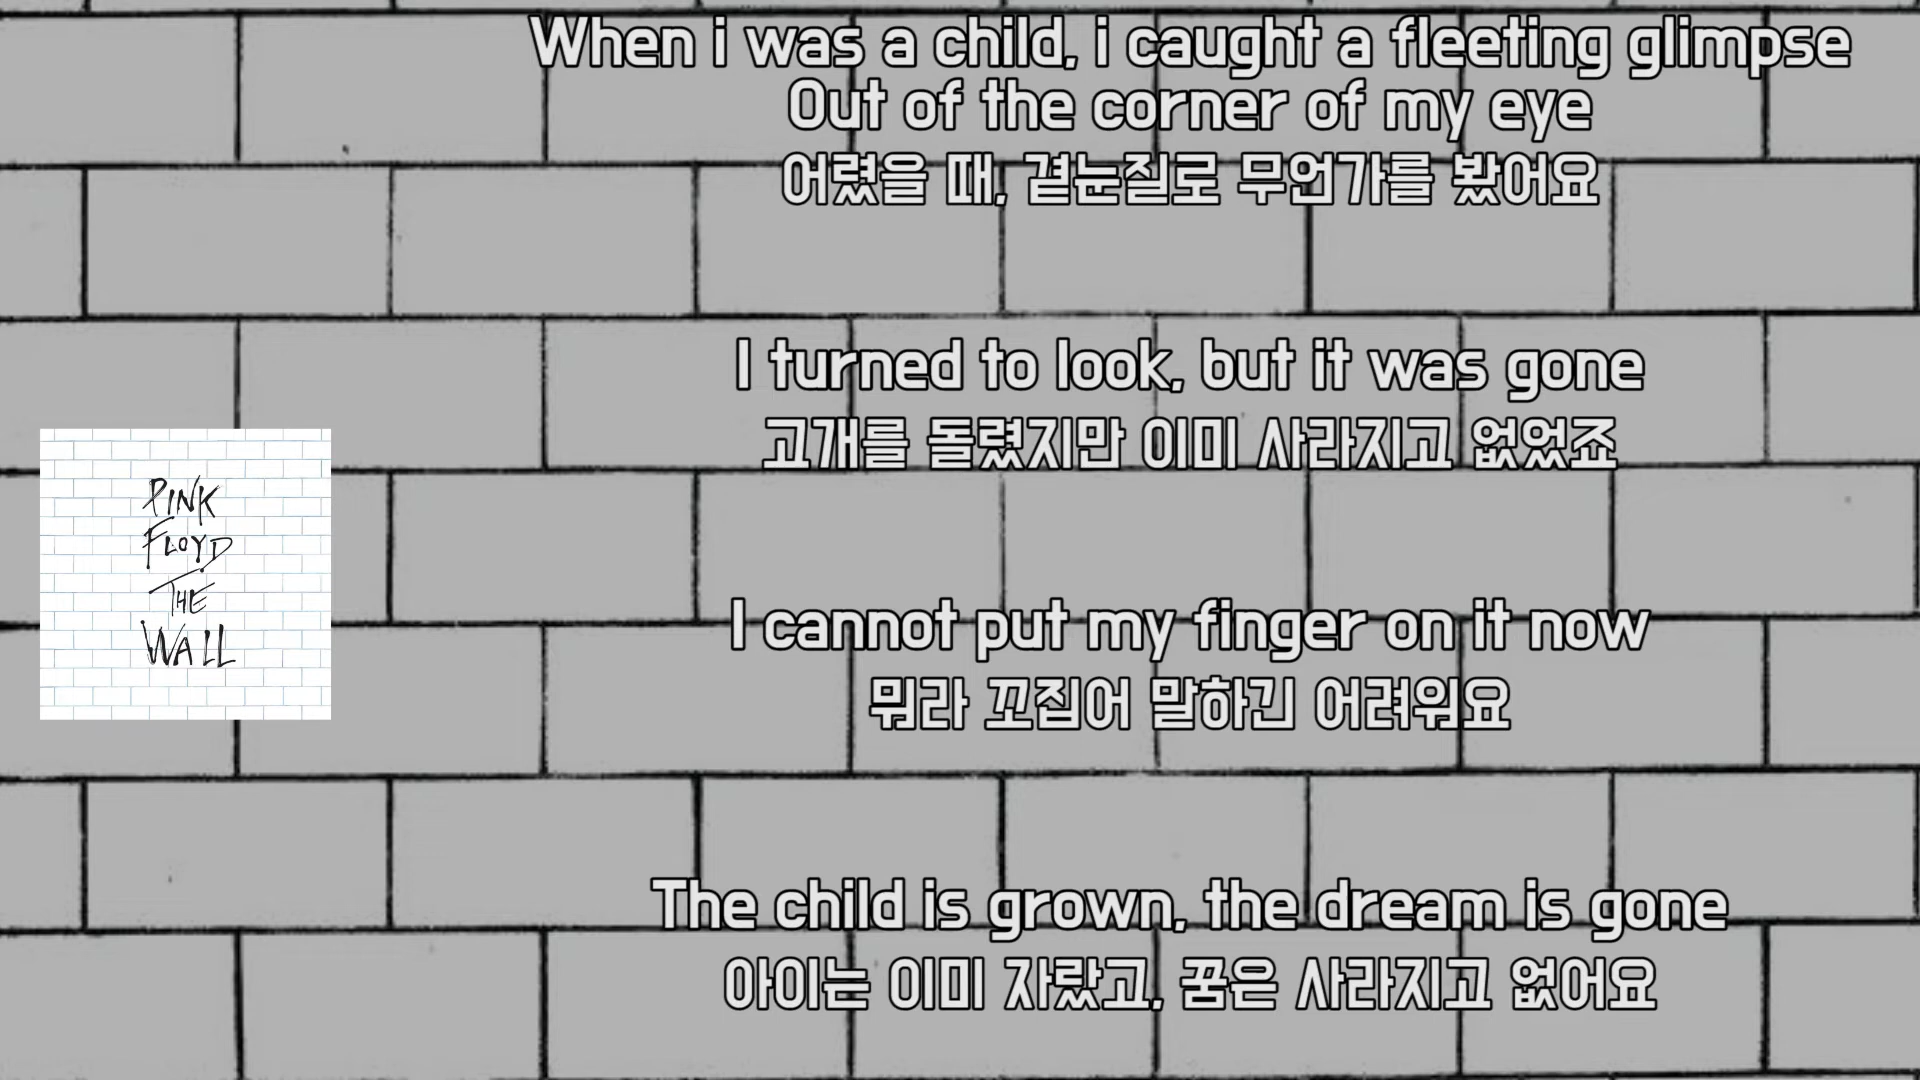 When i was a child, i caught a fleeting glimpse
Out of the corner of my eye
어렸을 때, 곁눈질로 무언가를 봤어요
I turned to look, but it was gone
고개를 돌렸지만 이미 사라지고 없었죠
PINK
FLOYD
THE
WALL
I cannot put my finger on it now
뭐라 꼬집어 말하긴 어려워요
The child is grown, the dream is gone
아이는 이미 자랐고, 꿈은 사라지고 없어요